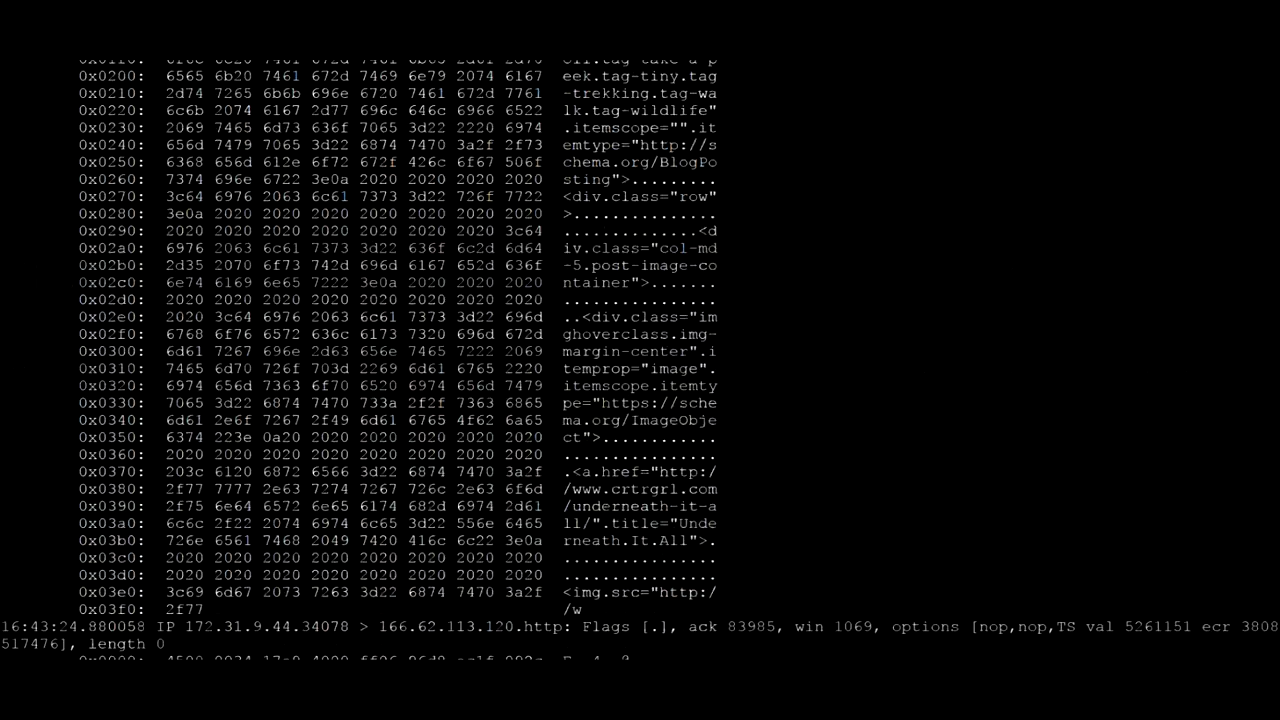 0x0200: 6565 6b20 7461 672d 7469 6e79 2074 6167 eek.tag-tiny.tag
0x0210: 2d74 7265 6b6b 696e 6720 7461 672d 7761 -trekking.tag-wa
0x0220: 6c6b 2074 6167 2d77 696c 646c 6966 6522 lk.tag-wildlife"
0x0230: 2069 7465 6d73 636f 7065 3d22 2220 6974 .itemscope="".it
0x0240: 656d 7479 7065 3d22 6874 7470 3a2f 2f73 emtype="http://s
0x0250: 6368 656d 612e 6f72 672f 426c 6f67 506f chema.org/BlogPo
0x0260: 7374 696e 6722 3e0a 2020 2020 2020 2020 sting">.........
0x0270: 3c64 6976 2063 6c61 7373 3d22 726f 7722 <div.class="row"
0x0280: 3e0a 2020 2020 2020 2020 2020 2020 2020 >...............
0x0290: 2020 2020 2020 2020 2020 2020 2020 3c64 ..............<d
0x02a0: 6976 2063 6c61 7373 3d22 636f 6c2d 6d64 iv.class="col-md
0x02b0: 2d35 2070 6f73 742d 696d 6167 652d 636f -5.post-image-co
0x02c0: 6e74 6169 6e65 7222 3e0a 2020 2020 2020 ntainer">.......
0x02d0: 2020 2020 2020 2020 2020 2020 2020 2020 ................
0x02e0: 2020 3c64 6976 2063 6c61 7373 3d22 696d ..<div.class="im
0x02f0: 6768 6f76 6572 636c 6173 7320 696d 672d ghoverclass.img-
0x0300: 6d61 7267 696e 2d63 656e 7465 7222 2069 margin-center".i
0x0310: 7465 6d70 726f 703d 2269 6d61 6765 2220 temprop="image".
0x0320: 6974 656d 7363 6f70 6520 6974 656d 7479 itemscope.itemty
0x0330: 7065 3d22 6874 7470 733a 2f2f 7363 6865 pe="https://sche
0x0340: 6d61 2e6f 7267 2f49 6d61 6765 4f62 6a65 ma.org/ImageObje
0x0350: 6374 223e 0a20 2020 2020 2020 2020 2020 ct">............
0x0360: 2020 2020 2020 2020 2020 2020 2020 2020 ................
0x0370: 203c 6120 6872 6566 3d22 6874 7470 3a2f .<a.href="http:/
0x0380: 2f77 7777 2e63 7274 7267 726c 2e63 6f6d /www.crtrgrl.com
0x0390: 2f75 6e64 6572 6e65 6174 682d 6974 2d61 /underneath-it-a
0x03a0: 6c6c 2f22 2074 6974 6c65 3d22 556e 6465 ll/".title="Unde
0x03b0: 726e 6561 7468 2049 7420 416c 6c22 3e0a rneath.It.All">.
0x03c0: 2020 2020 2020 2020 2020 2020 2020 2020 ................
0x03d0: 2020 2020 2020 2020 2020 2020 2020 2020 ................
0x03e0: 3c69 6d67 2073 7263 3d22 6874 7470 3a2f <img.src="http:/
0x03f0: 2f77 /w
16:43:24.880058 IP 172.31.9.44.34078 > 166.62.113.120.http: Flags [.], ack 83985, win 1069, options [nop,nop,TS val 5261151 ecr 3808
517476], length 0